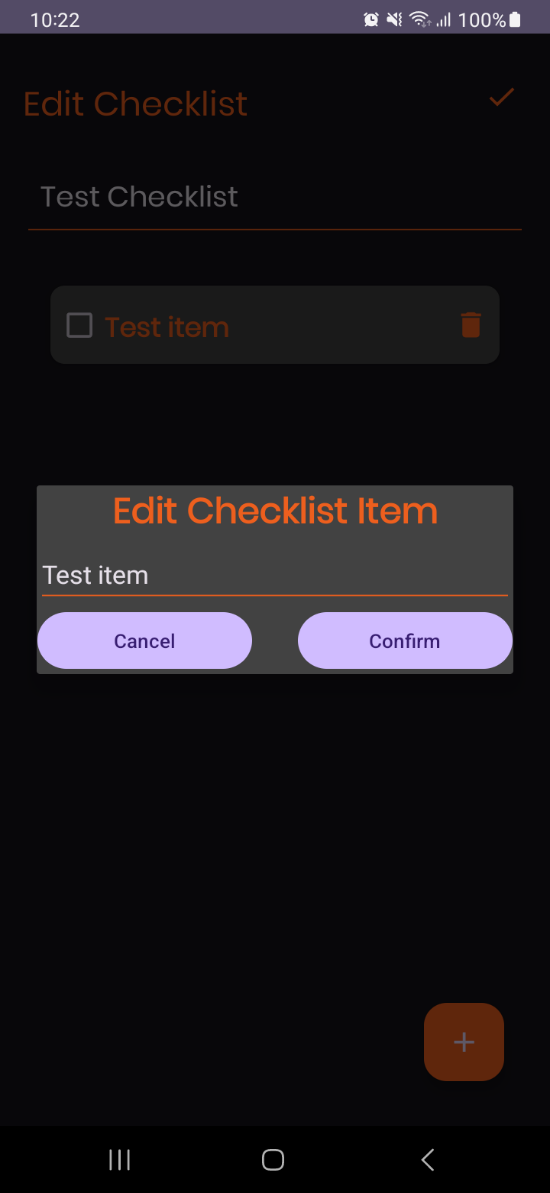 10:22
100%
Edit Checklist
Test Checklist
Test item
Edit Checklist Item
Test item
Cancel
Confirm